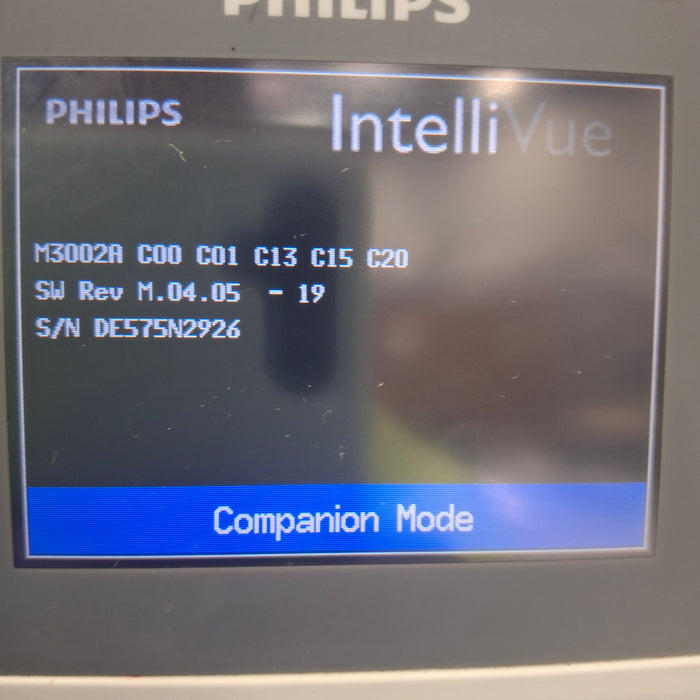 PHILIPS
PHILIPS
IntelliVue
M3002A C00 C01 C13 C15 C20
SW Rev M.04.05 - 19
S/N DE575N2926
Companion Mode